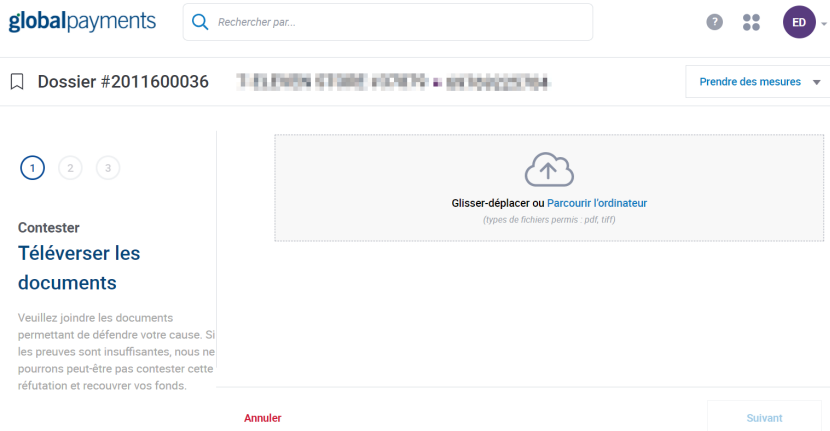 globalpayments
Rechercher par...
?
ED
Dossier #2011600036
Prendre des mesures
1 2 3
Contester
Téléverser les
documents
Veuillez joindre les documents
permettant de défendre votre cause. Si
les preuves sont insuffisantes, nous ne
pourrons peut-être pas contester cette
réfutation et recouvrer vos fonds.
Glisser-déplacer ou Parcourir l'ordinateur
(types de fichiers permis : pdf, tiff)
Annuler
Suivant